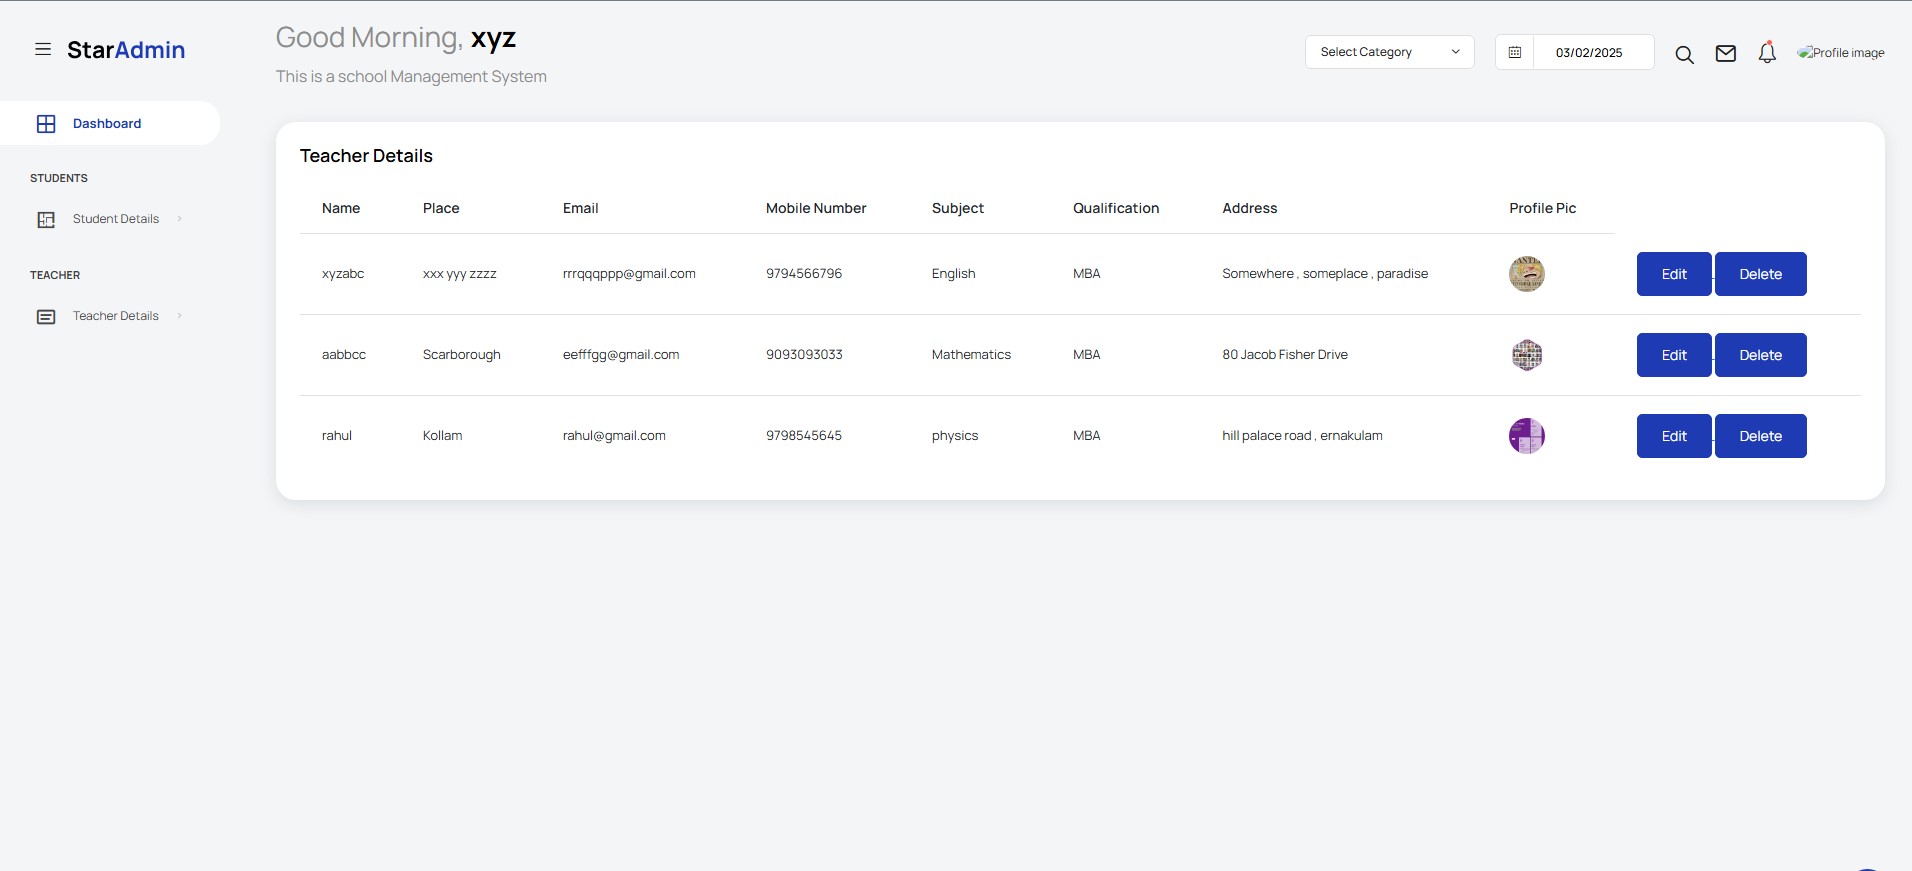 StarAdmin
Good Morning, xyz
This is a school Management System
Select Category
03/02/2025
Profile image
Dashboard
STUDENTS
Student Details
TEACHER
Teacher Details
Teacher Details
Name Place Email Mobile Number Subject Qualification Address Profile Pic
xyzabc xxx yyy zzzz rrrqqqppp@gmail.com 9794566796 English MBA Somewhere , someplace , paradise Edit Delete
aabbcc Scarborough eefffgg@gmail.com 9093093033 Mathematics MBA 80 Jacob Fisher Drive Edit Delete
rahul Kollam rahul@gmail.com 9798545645 physics MBA hill palace road , ernakulam Edit Delete